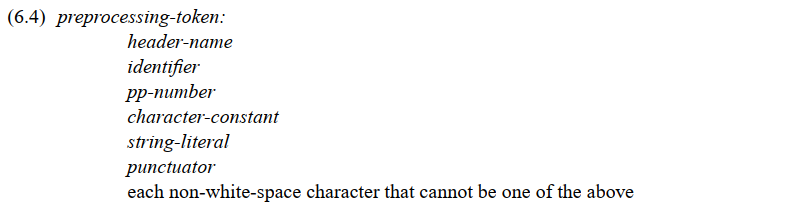 (6.4) preprocessing-token:
header-name
identifier
pp-number
character-constant
string-literal
punctuator
each non-white-space character that cannot be one of the above